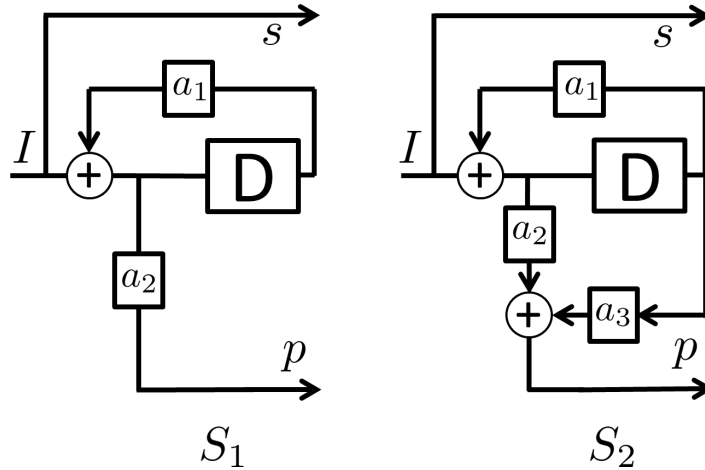 s
a₁
I
+
D
a₂
p
S₁
s
a₁
I
+
D
a₂
+
a₃
p
S₂